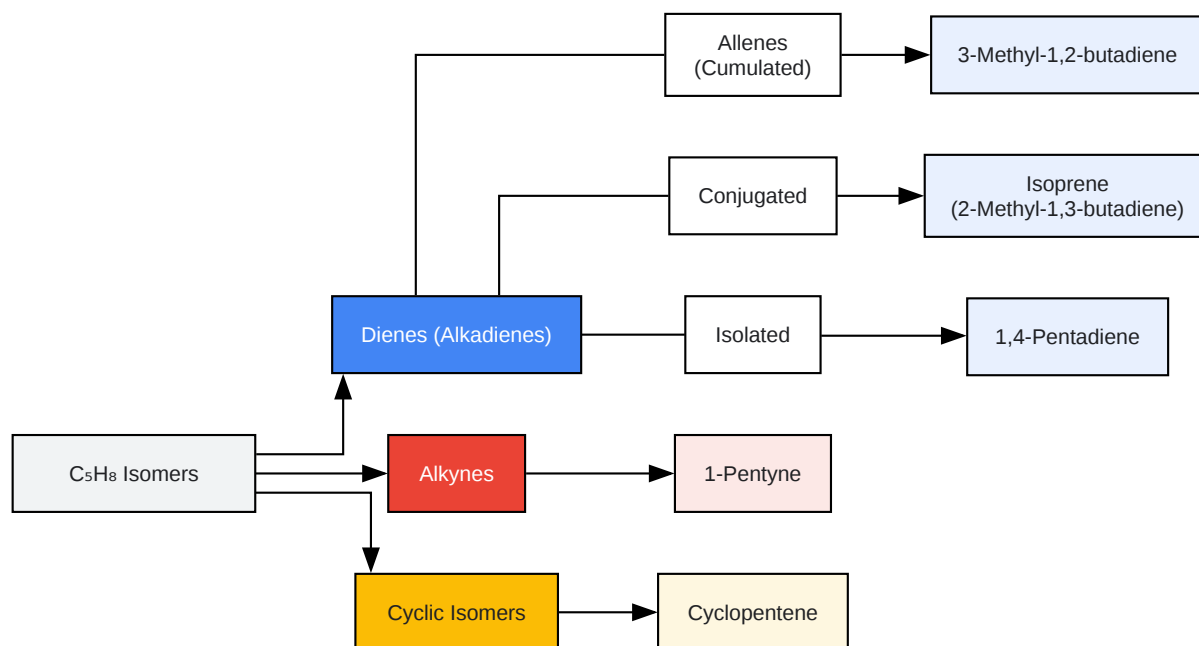 Allenes
(Cumulated)
3-Methyl-1,2-butadiene
Conjugated
Isoprene
(2-Methyl-1,3-butadiene)
Dienes (Alkadienes)
Isolated
1,4-Pentadiene
C₅H₈ Isomers
Alkynes
1-Pentyne
Cyclic Isomers
Cyclopentene